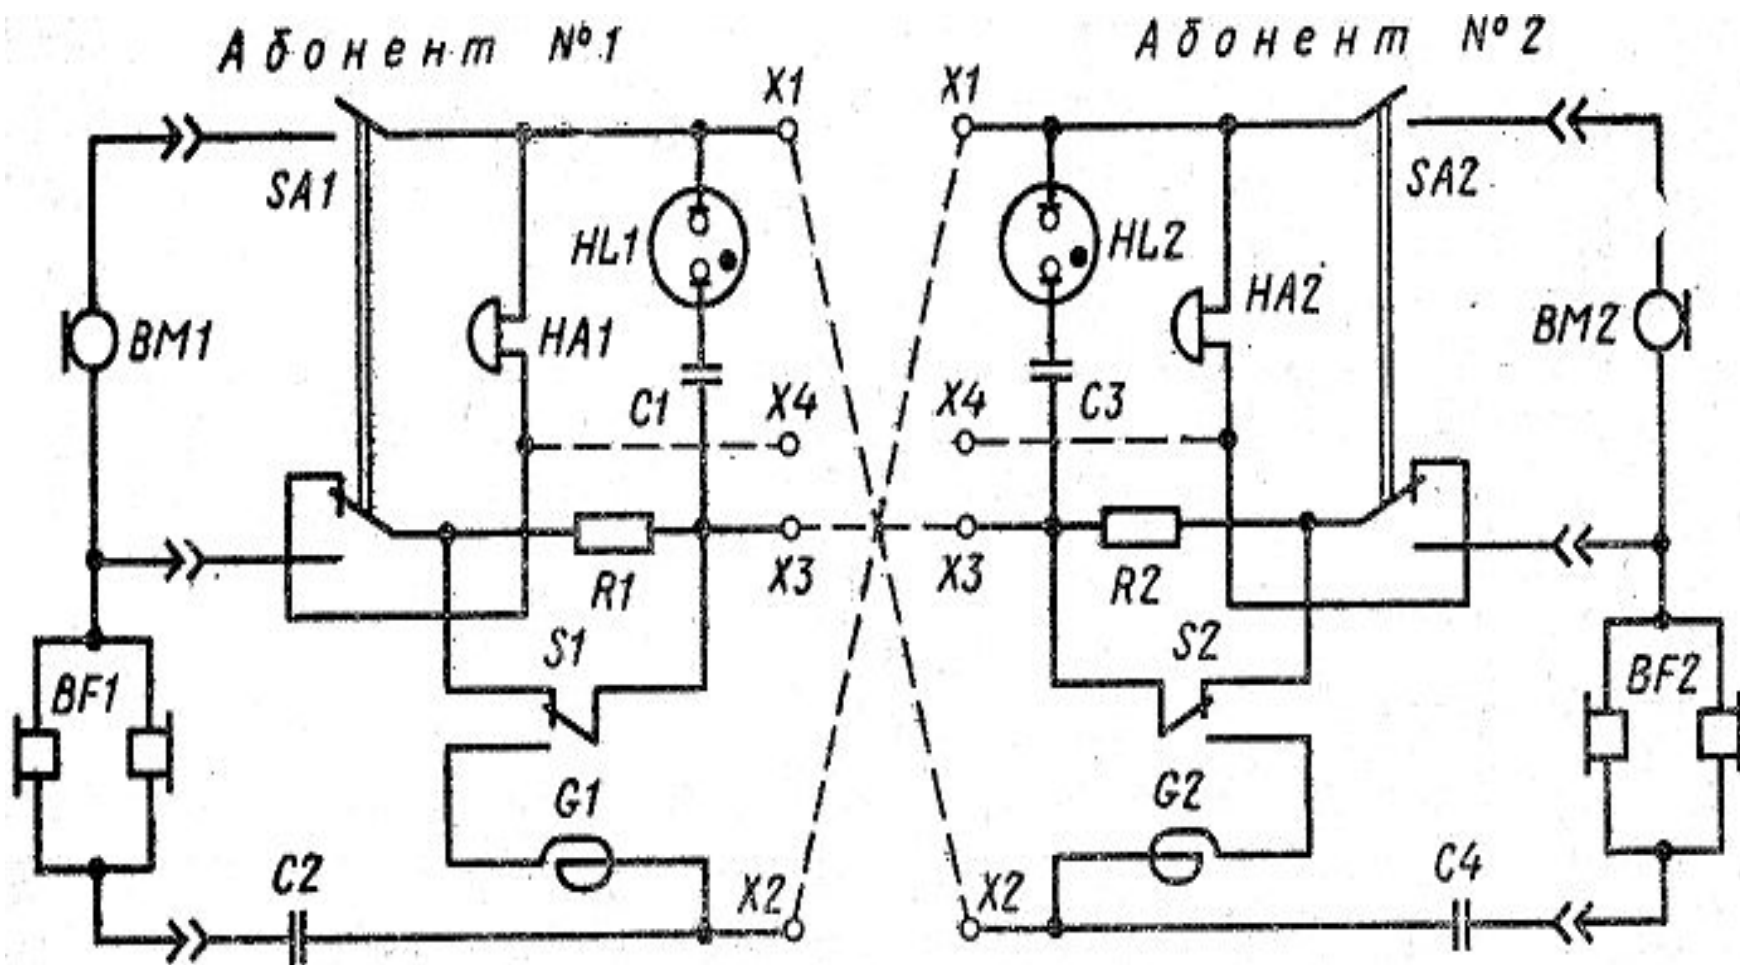 Абонент №1
Абонент №2
X1
X1
SA1
SA2
HL1
HL2
HA1
HA2
BM1
BM2
C1
X4
X4
C3
R1
X3
X3
R2
S1
S2
BF1
BF2
G1
G2
C2
X2
X2
C4